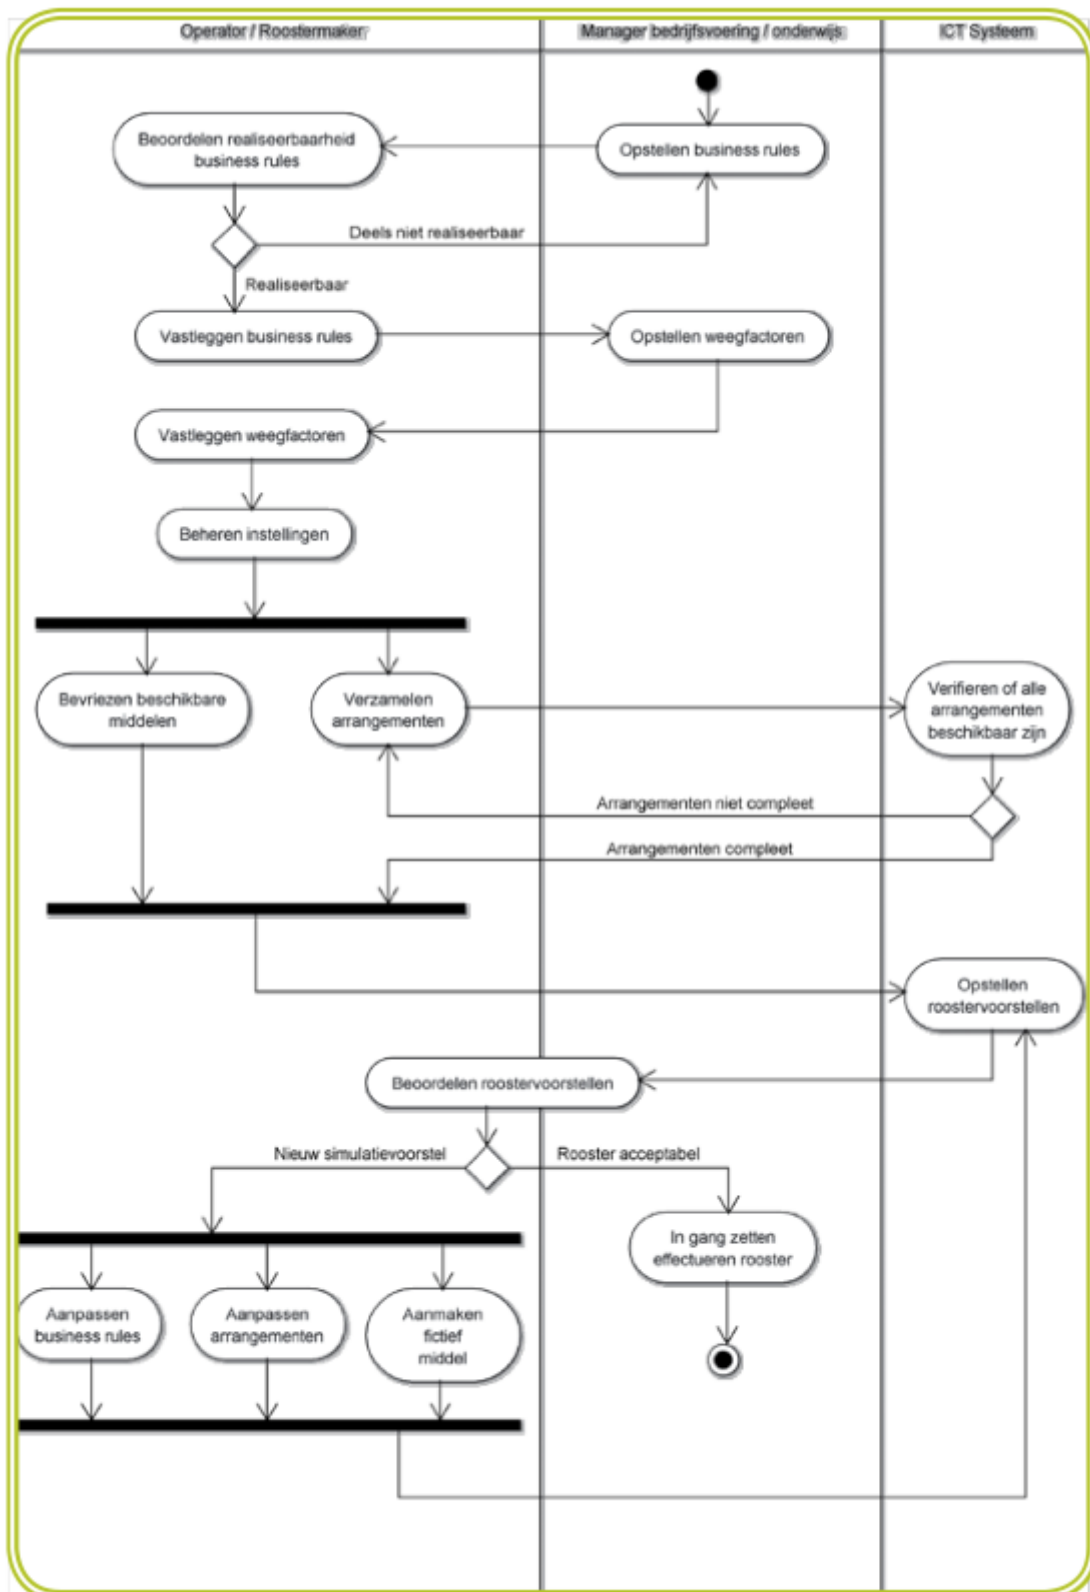 Operator / Roostermaker
Manager bedrijfsvoering / onderwijs
ICT Systeem
Beoordelen realiseerbaarheid
business rules
Opstellen business rules
Deels niet realiseerbaar
Realiseerbaar
Vastleggen business rules
Opstellen weegfactoren
Vastleggen weegfactoren
Beheren instellingen
Bevriezen beschikbare
middelen
Verzamelen
arrangementen
Verifieren of alle
arrangementen
beschikbaar zijn
Arrangementen niet compleet
Arrangementen compleet
Opstellen
roostervoorstellen
Beoordelen roostervoorstellen
Nieuw simulatievoorstel
Rooster acceptabel
In gang zetten
effectueren rooster
Aanpassen
business rules
Aanpassen
arrangementen
Aanmaken
fictief
middel